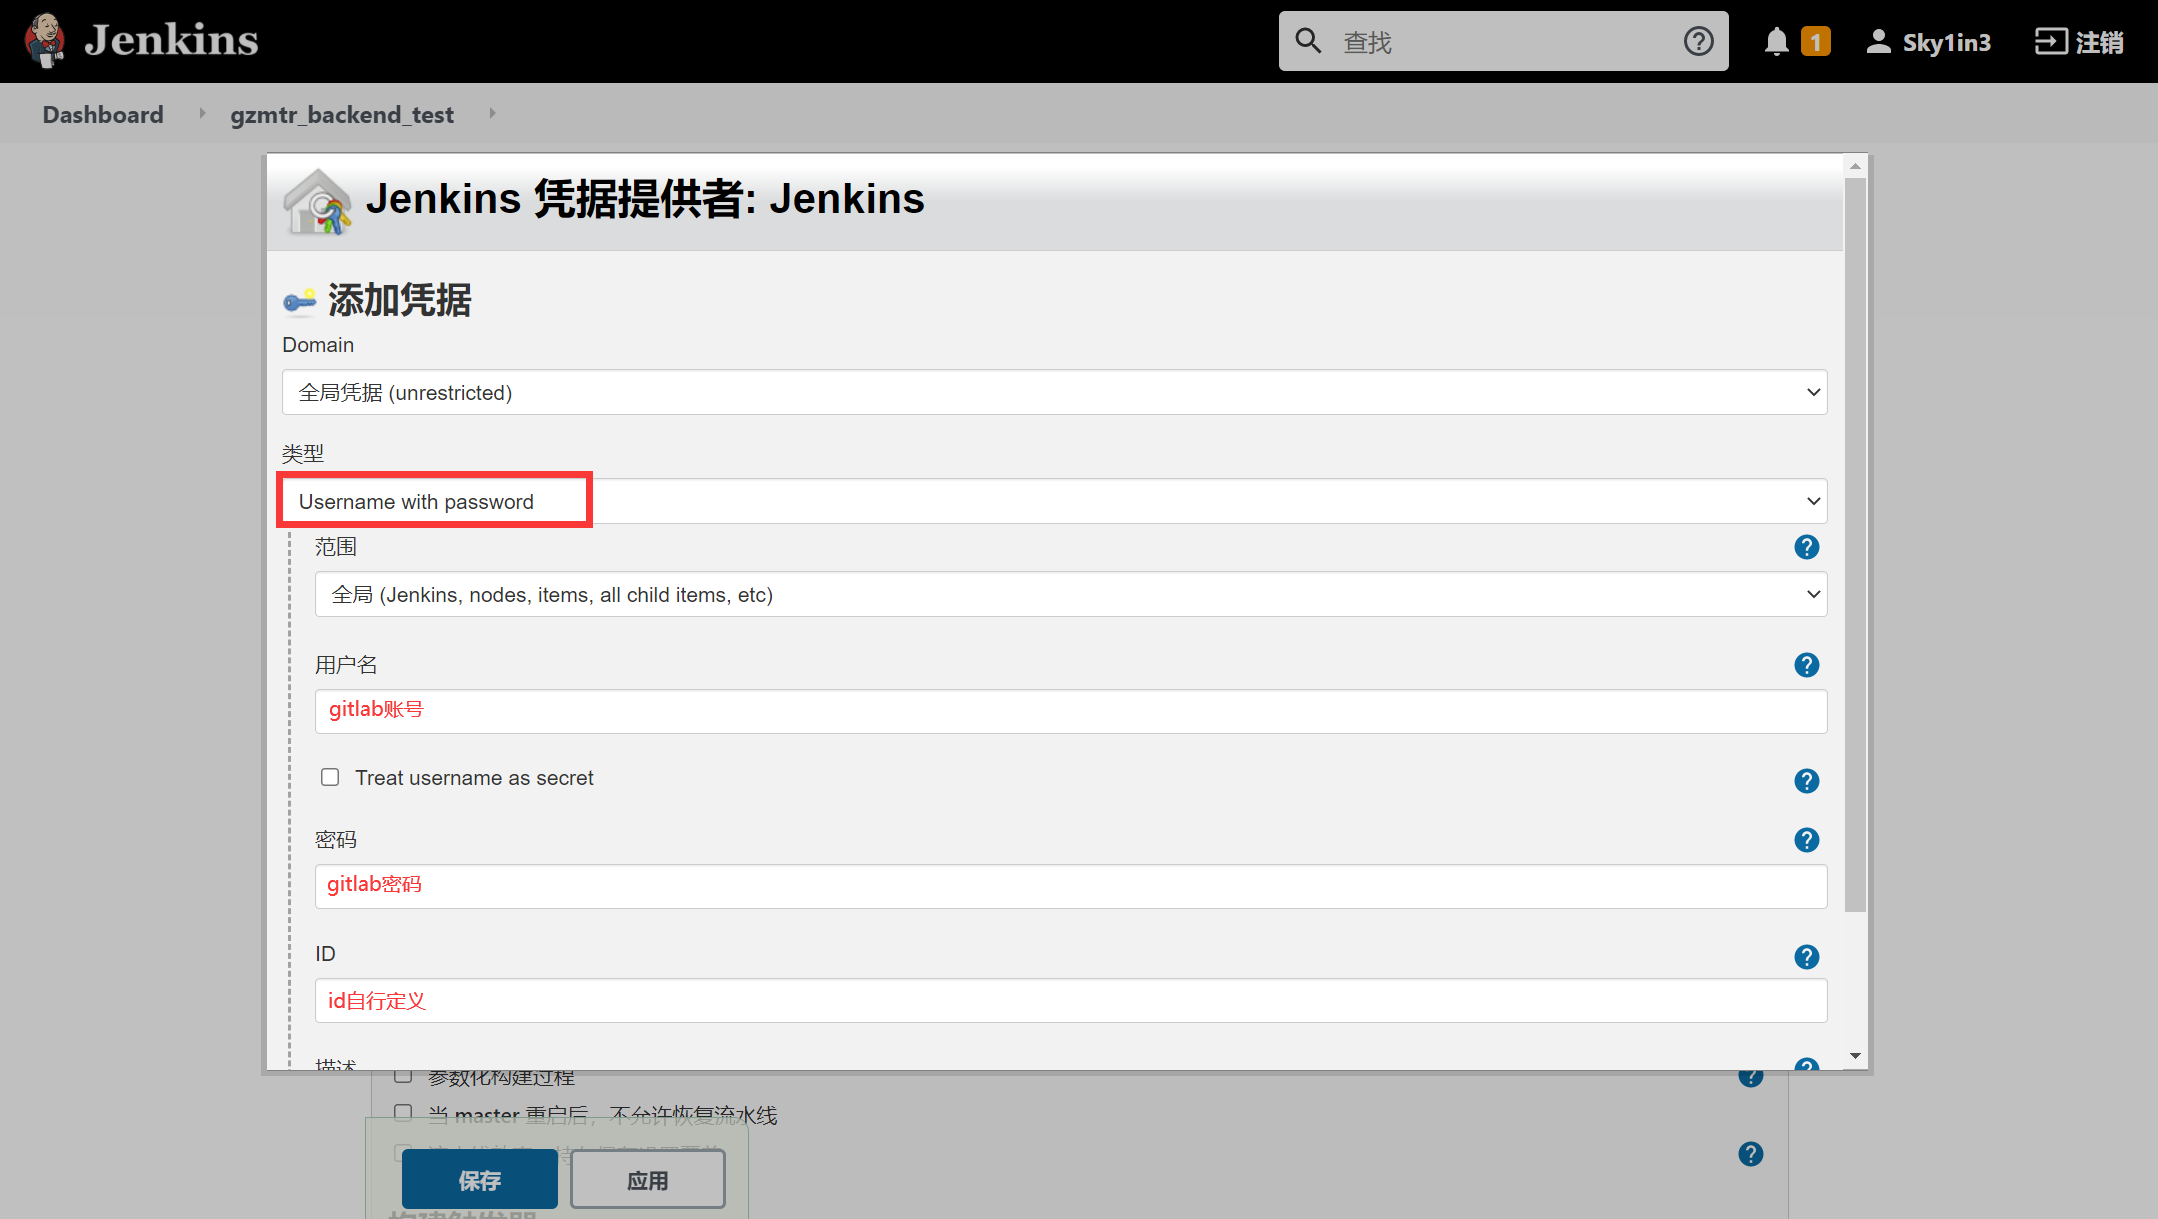 Jenkins
查找
1
Sky1in3
注销
Dashboard
gzmtr_backend_test
Jenkins 凭据提供者: Jenkins
添加凭据
Domain
全局凭据 (unrestricted)
类型
Username with password
范围
全局 (Jenkins, nodes, items, all child items, etc)
用户名
gitlab账号
Treat username as secret
密码
gitlab密码
ID
id自行定义
描述
参数化构建过程
当 master 重启后，不允许恢复流水线
保存
应用
构建触发器